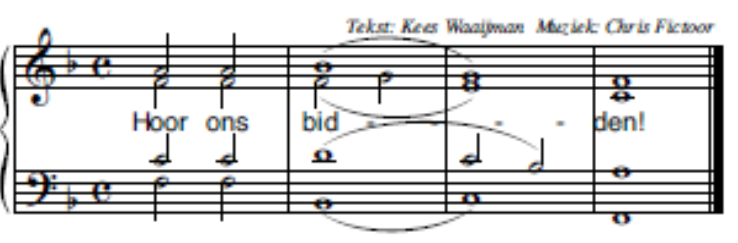 Tekst: Kees Waaijman Muziek: Chris Fictoor
Hoor ons bid - - - - den!